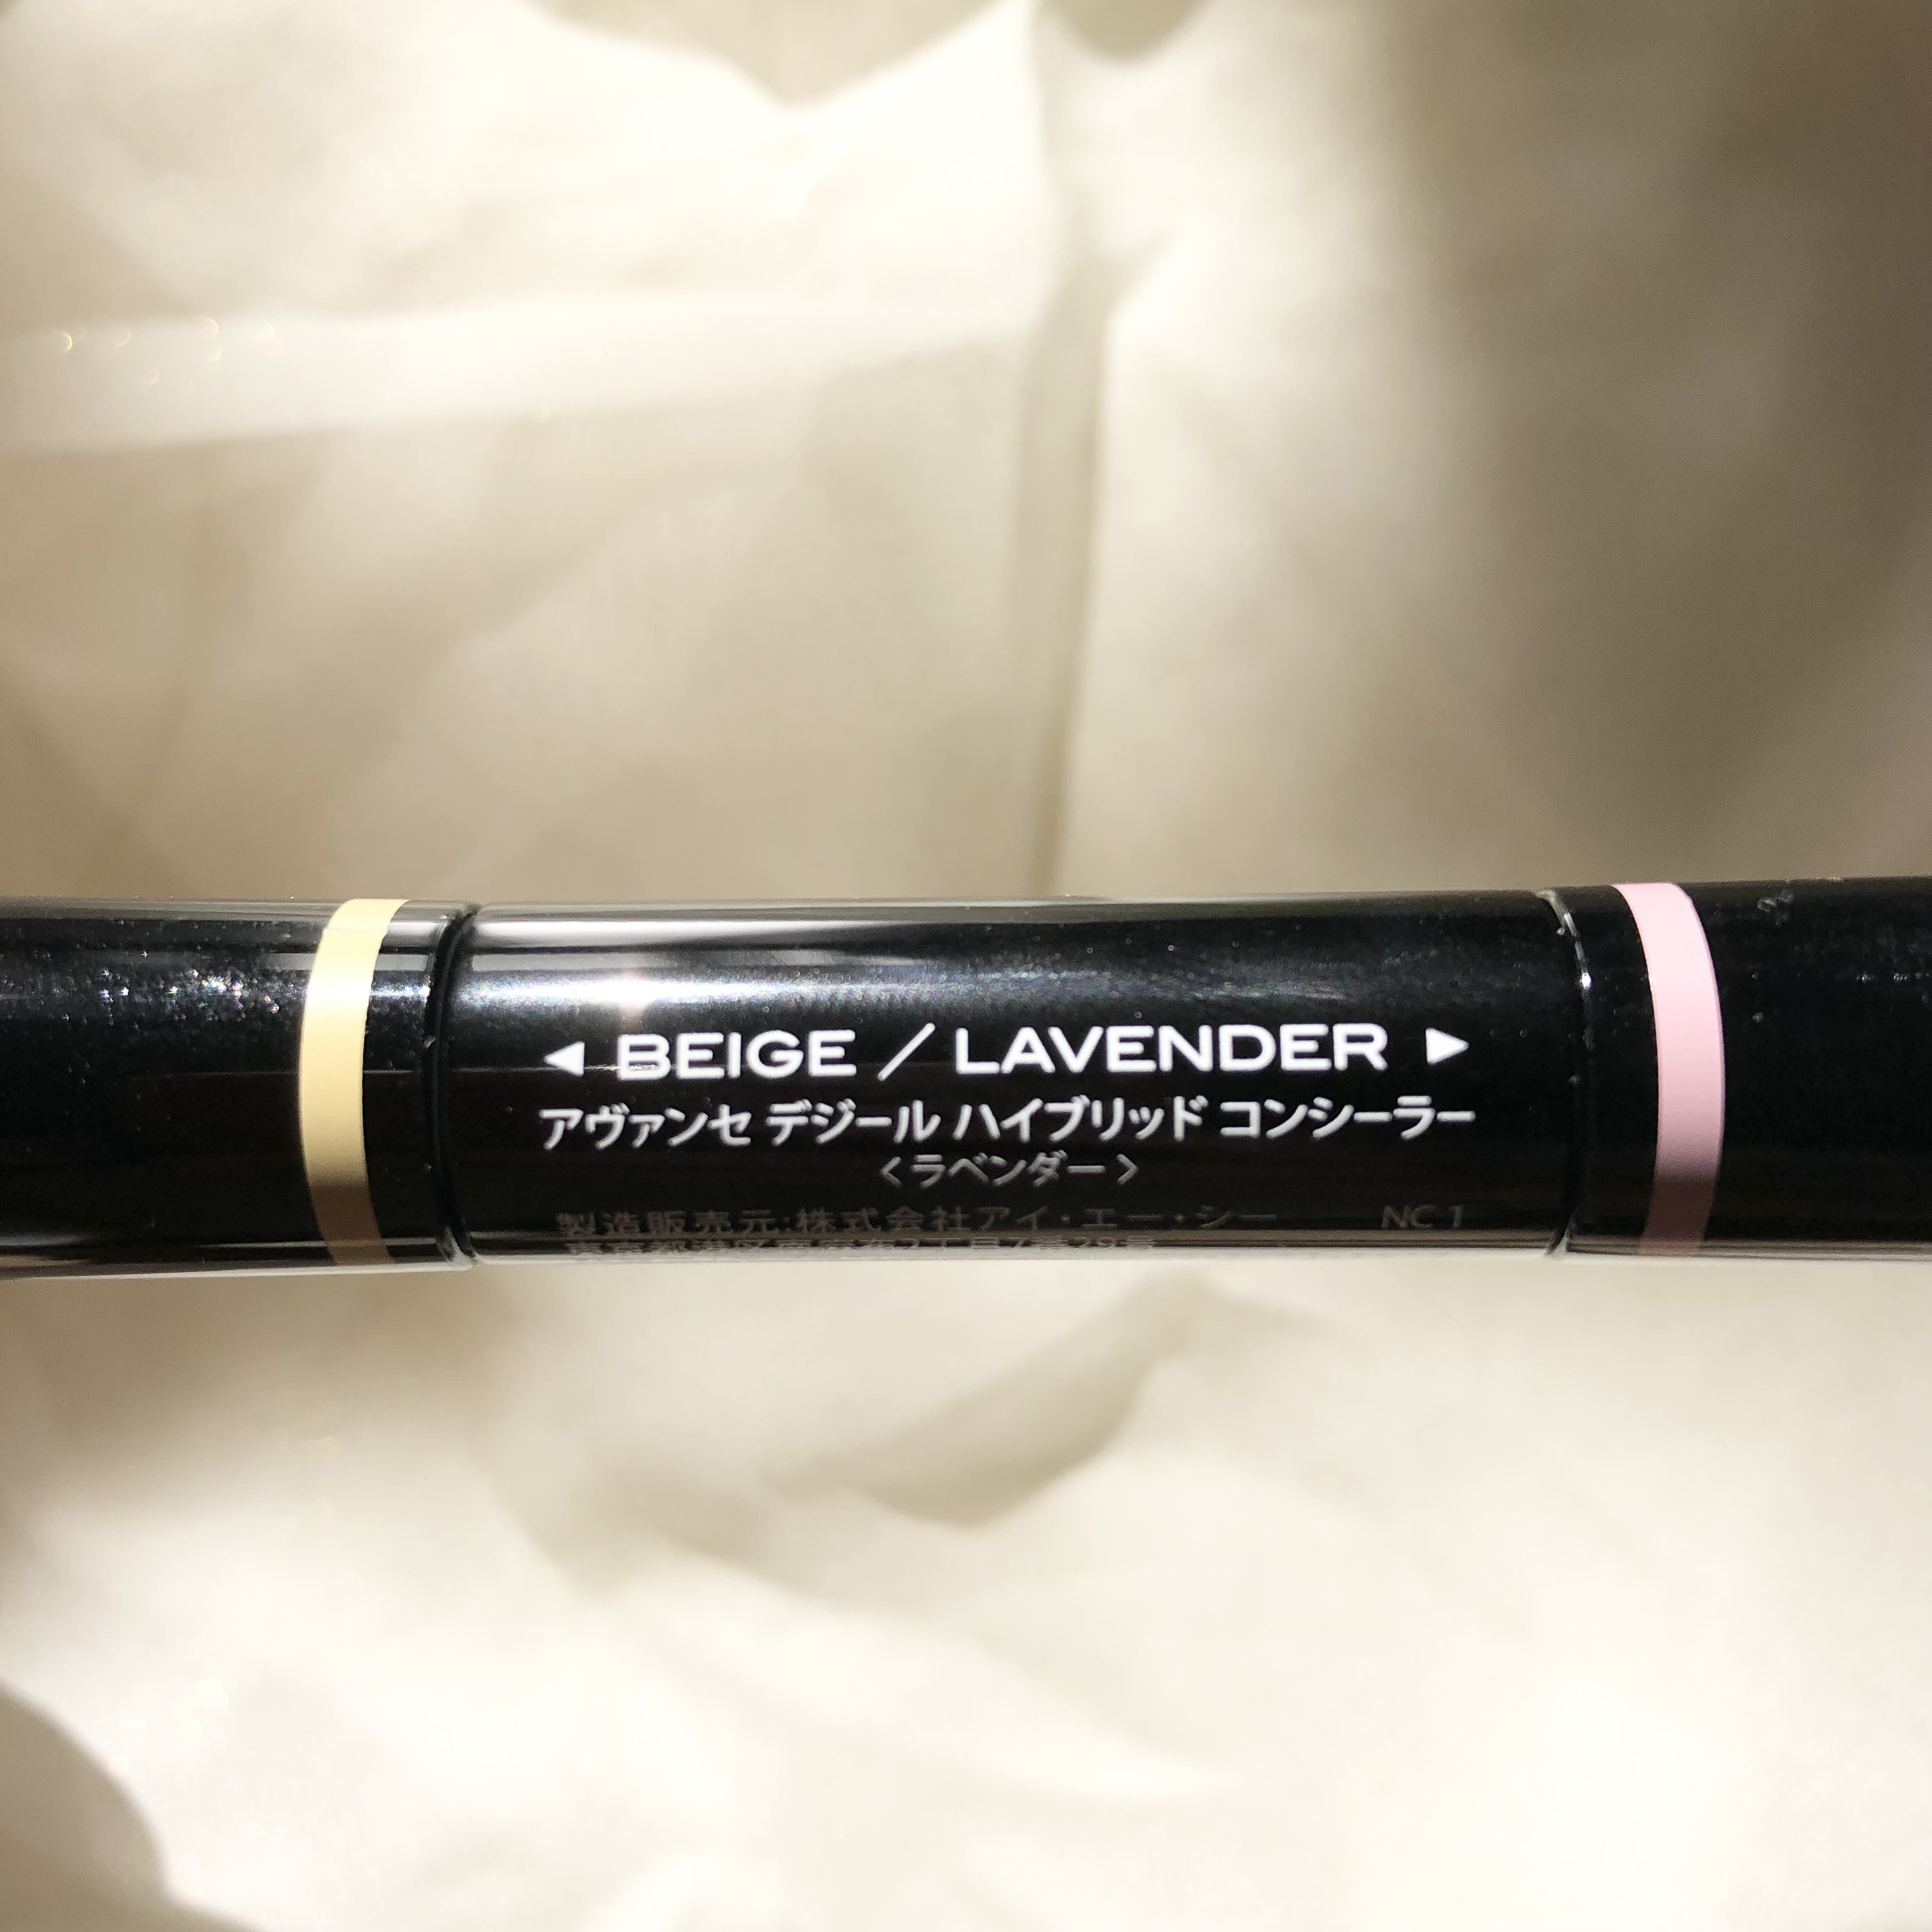 ◀ BEIGE / LAVENDER ▶
アヴァンセ デジール ハイブリッド コンシーラー
〈ラベンダー〉
製造販売元:株式会社アイ・エー・シー NC 1